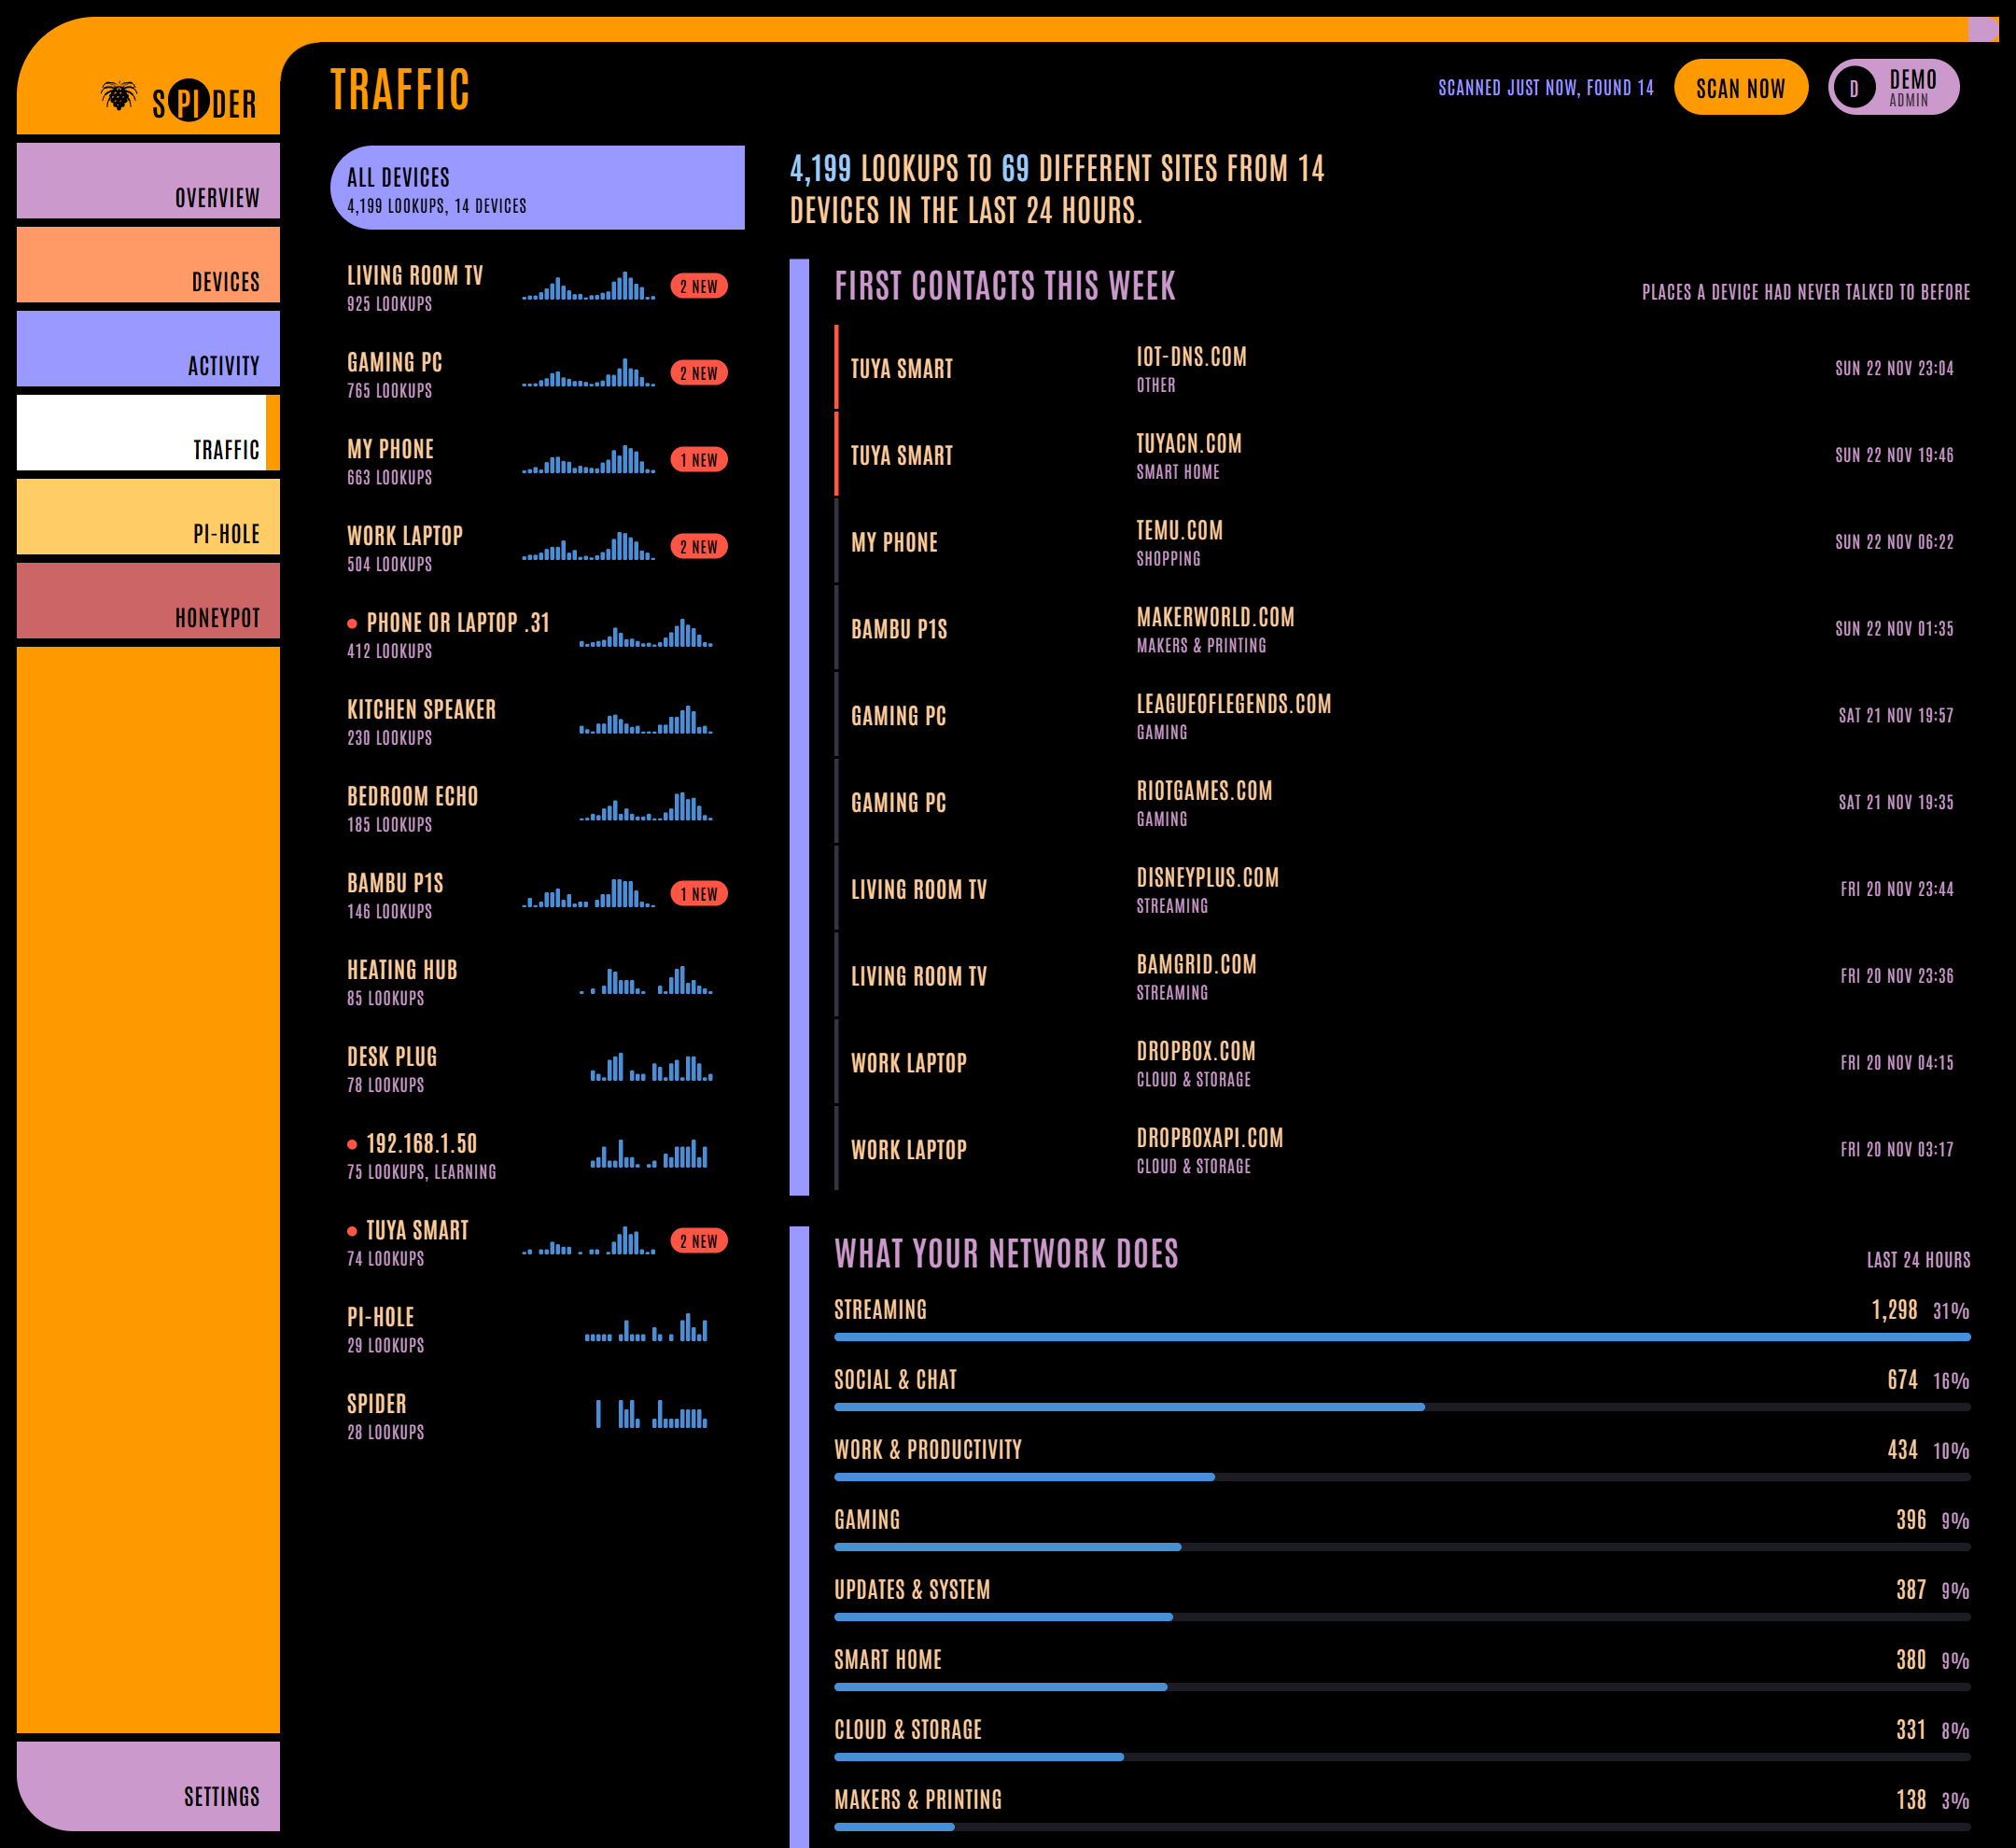 SPIDER
OVERVIEW
DEVICES
ACTIVITY
TRAFFIC
PI-HOLE
HONEYPOT
SETTINGS
TRAFFIC
SCANNED JUST NOW, FOUND 14
SCAN NOW
D
DEMO
ADMIN
ALL DEVICES
4,199 LOOKUPS, 14 DEVICES
LIVING ROOM TV
925 LOOKUPS
2 NEW
GAMING PC
765 LOOKUPS
2 NEW
MY PHONE
663 LOOKUPS
1 NEW
WORK LAPTOP
504 LOOKUPS
2 NEW
PHONE OR LAPTOP .31
412 LOOKUPS
KITCHEN SPEAKER
230 LOOKUPS
BEDROOM ECHO
185 LOOKUPS
BAMBU P1S
146 LOOKUPS
1 NEW
HEATING HUB
85 LOOKUPS
DESK PLUG
78 LOOKUPS
192.168.1.50
75 LOOKUPS, LEARNING
TUYA SMART
74 LOOKUPS
2 NEW
PI-HOLE
29 LOOKUPS
SPIDER
28 LOOKUPS
4,199 LOOKUPS TO 69 DIFFERENT SITES FROM 14
DEVICES IN THE LAST 24 HOURS.
FIRST CONTACTS THIS WEEK
PLACES A DEVICE HAD NEVER TALKED TO BEFORE
TUYA SMART
IOT-DNS.COM
OTHER
SUN 22 NOV 23:04
TUYA SMART
TUYACN.COM
SMART HOME
SUN 22 NOV 19:46
MY PHONE
TEMU.COM
SHOPPING
SUN 22 NOV 06:22
BAMBU P1S
MAKERWORLD.COM
MAKERS & PRINTING
SUN 22 NOV 01:35
GAMING PC
LEAGUEOFLEGENDS.COM
GAMING
SAT 21 NOV 19:57
GAMING PC
RIOTGAMES.COM
GAMING
SAT 21 NOV 19:35
LIVING ROOM TV
DISNEYPLUS.COM
STREAMING
FRI 20 NOV 23:44
LIVING ROOM TV
BAMGRID.COM
STREAMING
FRI 20 NOV 23:36
WORK LAPTOP
DROPBOX.COM
CLOUD & STORAGE
FRI 20 NOV 04:15
WORK LAPTOP
DROPBOXAPI.COM
CLOUD & STORAGE
FRI 20 NOV 03:17
WHAT YOUR NETWORK DOES
LAST 24 HOURS
STREAMING
1,298 31%
SOCIAL & CHAT
674 16%
WORK & PRODUCTIVITY
434 10%
GAMING
396 9%
UPDATES & SYSTEM
387 9%
SMART HOME
380 9%
CLOUD & STORAGE
331 8%
MAKERS & PRINTING
138 3%